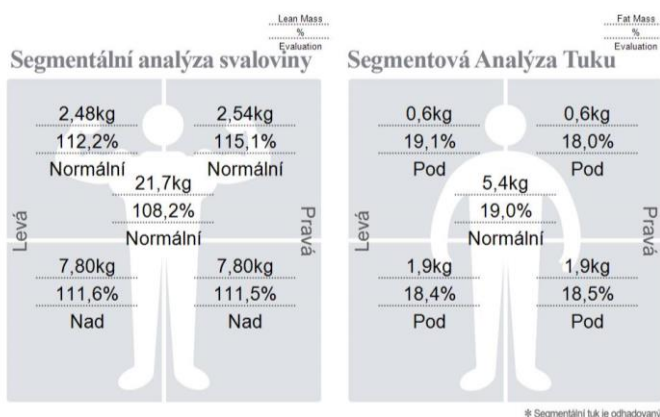 Lean Mass
%
Evaluation
Segmentální analýza svaloviny
2,48kg
2,54kg
112,2%
115,1%
Normální
Normální
21,7kg
108,2%
Normální
Levá
Pravá
7,80kg
7,80kg
111,6%
111,5%
Nad
Nad
Fat Mass
%
Evaluation
Segmentová Analýza Tuku
0,6kg
0,6kg
19,1%
18,0%
Pod
Pod
5,4kg
19,0%
Normální
Levá
Pravá
1,9kg
1,9kg
18,4%
18,5%
Pod
Pod
* Segmentální tuk je odhadovaný